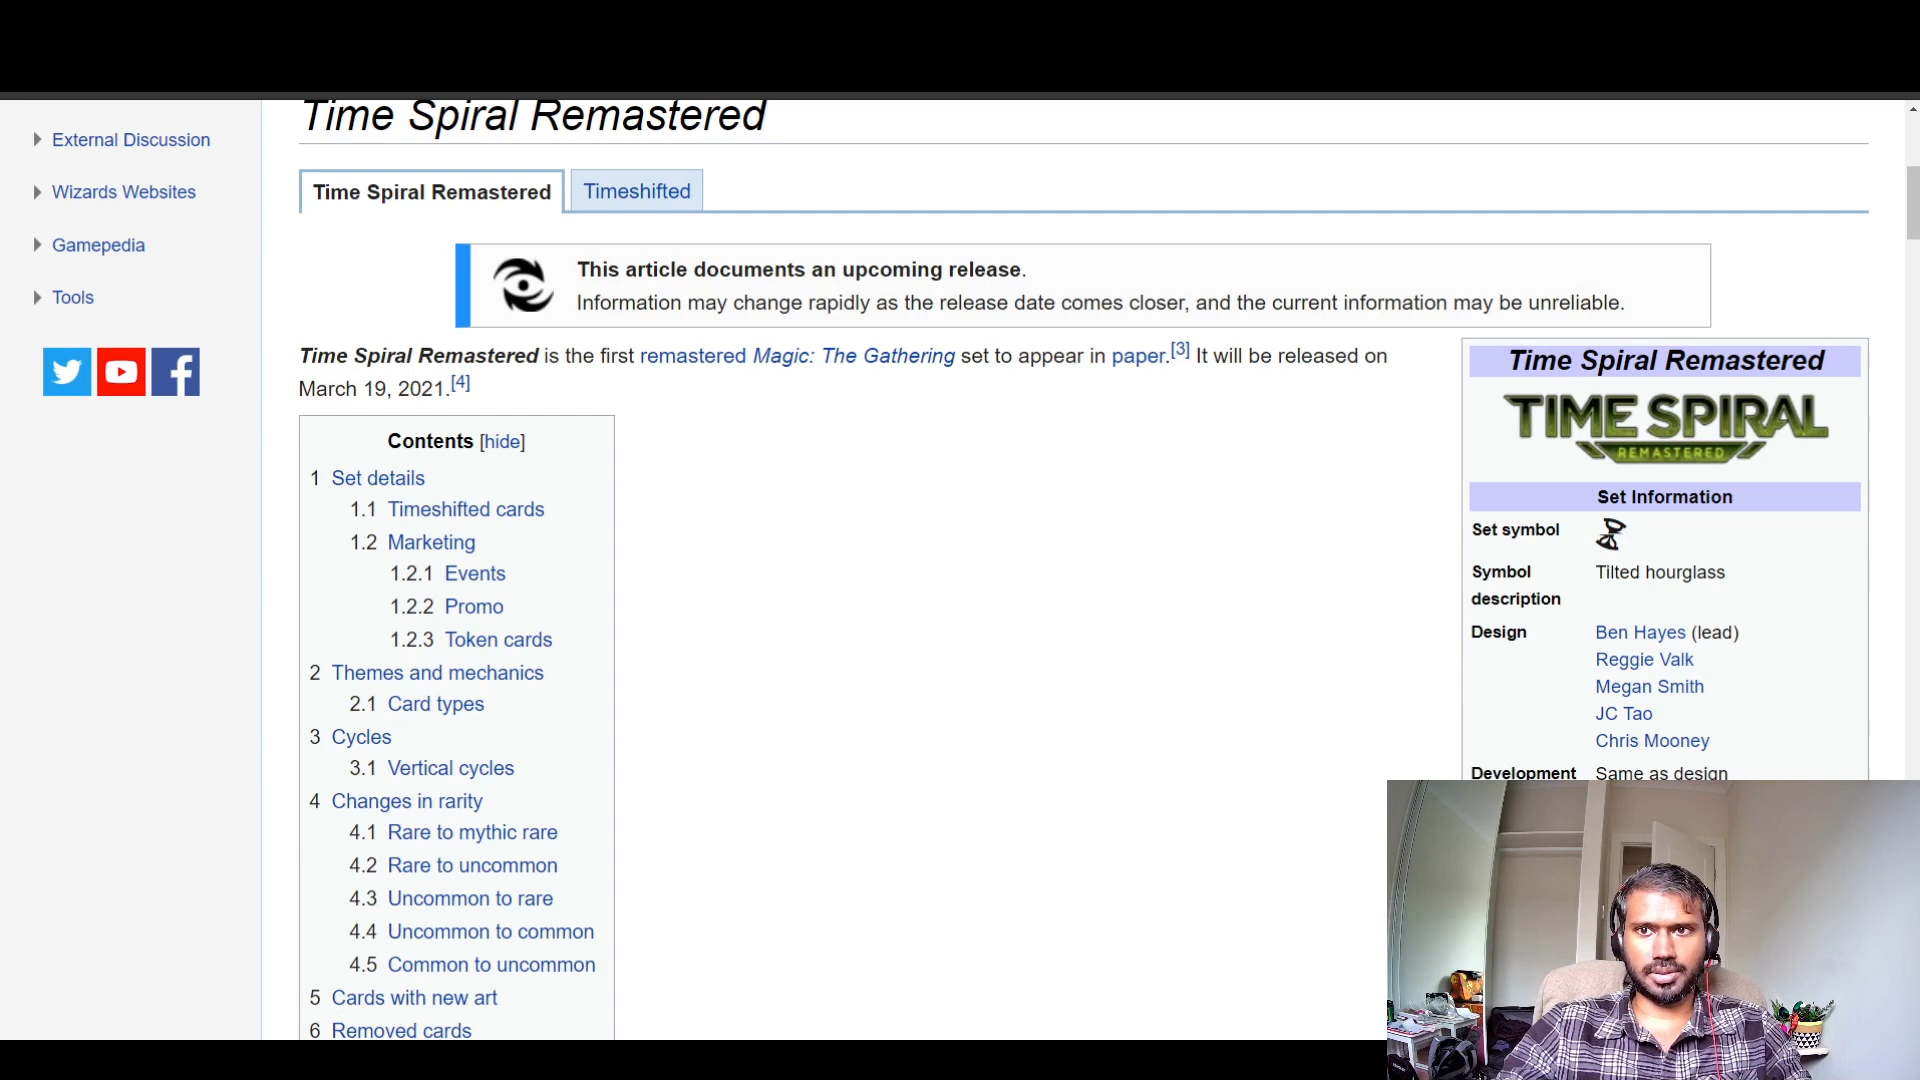 Time Spiral Remastered
External Discussion
Wizards Websites
Gamepedia
Tools
Time Spiral Remastered
Timeshifted
This article documents an upcoming release.
Information may change rapidly as the release date comes closer, and the current information may be unreliable.
Time Spiral Remastered is the first remastered Magic: The Gathering set to appear in paper.[3] It will be released on
March 19, 2021.[4]
Contents [hide]
1 Set details
1.1 Timeshifted cards
1.2 Marketing
1.2.1 Events
1.2.2 Promo
1.2.3 Token cards
2 Themes and mechanics
2.1 Card types
3 Cycles
3.1 Vertical cycles
4 Changes in rarity
4.1 Rare to mythic rare
4.2 Rare to uncommon
4.3 Uncommon to rare
4.4 Uncommon to common
4.5 Common to uncommon
5 Cards with new art
6 Removed cards
Time Spiral Remastered
TIME SPIRAL
REMASTERED
Set Information
Set symbol
Symbol description Tilted hourglass
Design Ben Hayes (lead)
Reggie Valk
Megan Smith
JC Tao
Chris Mooney
Development Same as design